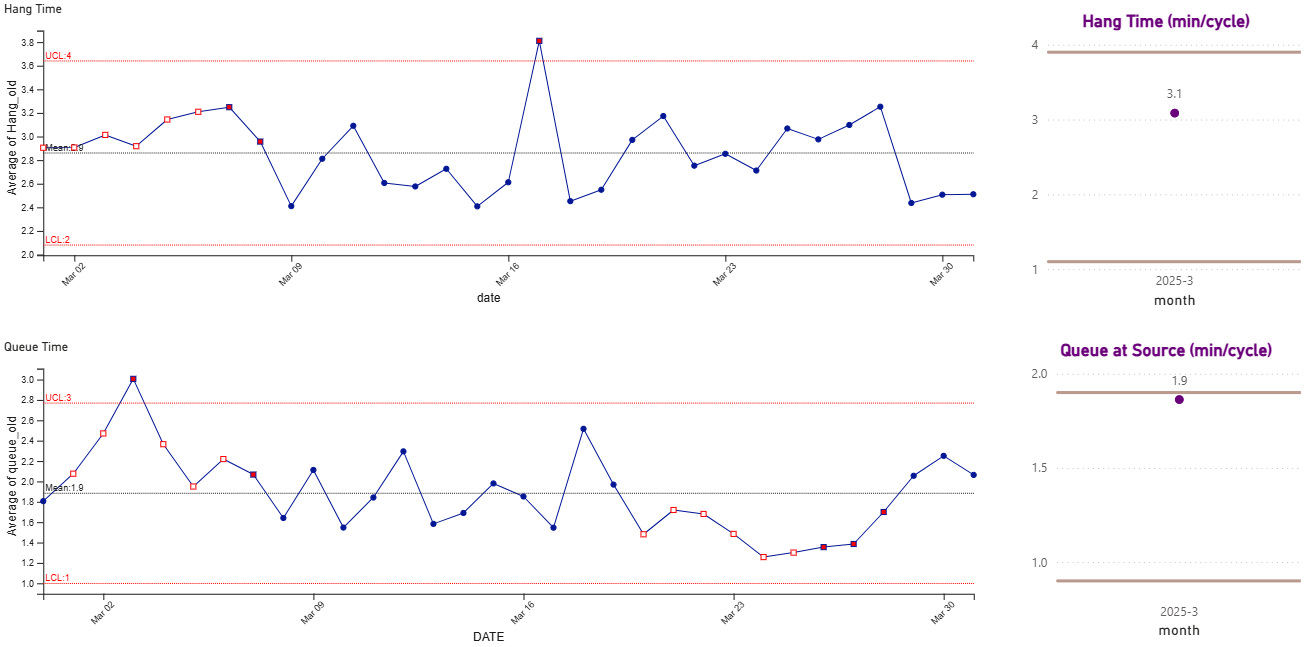 Hang Time
Average of Hang_old
3.8
3.6
3.4
3.2
3.0
2.8
2.6
2.4
2.2
2.0
UCL:4
Mean:2.9
LCL:2
Mar 02
Mar 09
Mar 16
Mar 23
Mar 30
date
Hang Time (min/cycle)
4
3
2
1
3.1
2025-3
month
Queue Time
Average of queue_old
3.0
2.8
2.6
2.4
2.2
2.0
1.8
1.6
1.4
1.2
1.0
UCL:3
Mean:1.9
LCL:1
Mar 02
Mar 09
Mar 16
Mar 23
Mar 30
DATE
Queue at Source (min/cycle)
2.0
1.5
1.0
1.9
2025-3
month